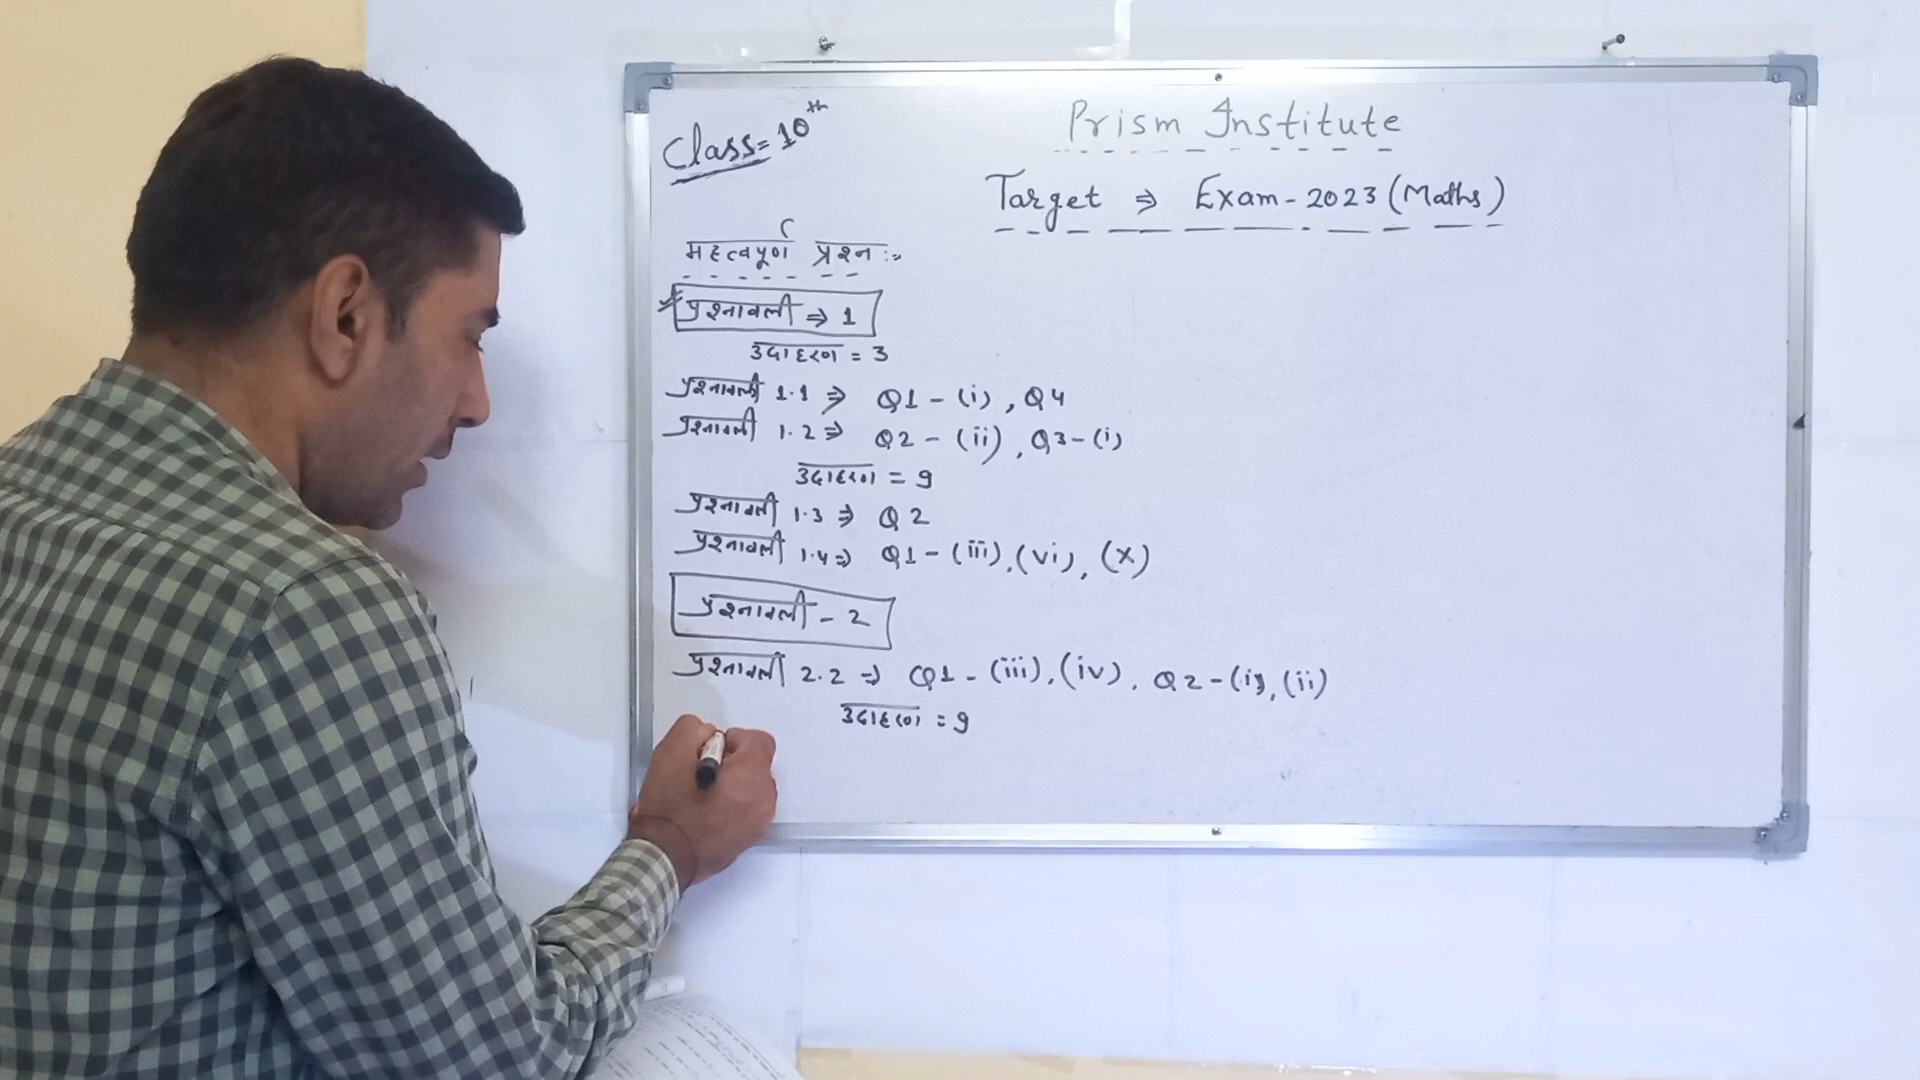 Class = 10th
Prism Institute
Target ⇒ Exam - 2023 (Maths)
महत्वपूर्ण प्रश्न :-
प्रश्नावली ⇒ 1
उदाहरण = 3
प्रश्नावली 1.1 ⇒ Q1 - (i), Q4
प्रश्नावली 1.2 ⇒ Q2 - (ii), Q3 - (i)
उदाहरण = 9
प्रश्नावली 1.3 ⇒ Q2
प्रश्नावली 1.4 ⇒ Q1 - (iii), (vi), (x)
प्रश्नावली - 2
प्रश्नावली 2.2 ⇒ Q1 - (iii), (iv), Q2 - (i), (ii)
उदाहरण = 9